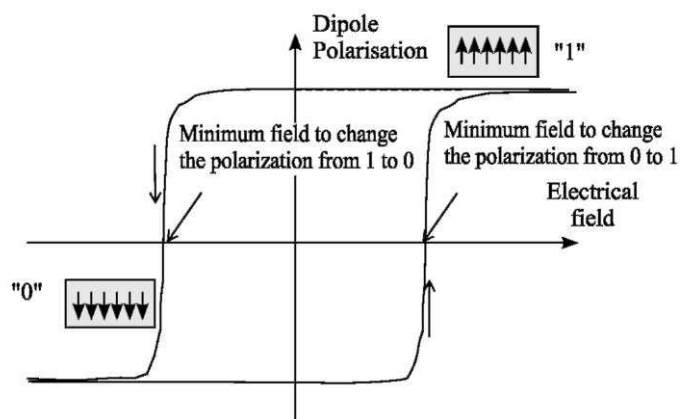 Dipole
Polarisation
"1"
Minimum field to change
the polarization from 1 to 0
Minimum field to change
the polarization from 0 to 1
Electrical
field
"0"